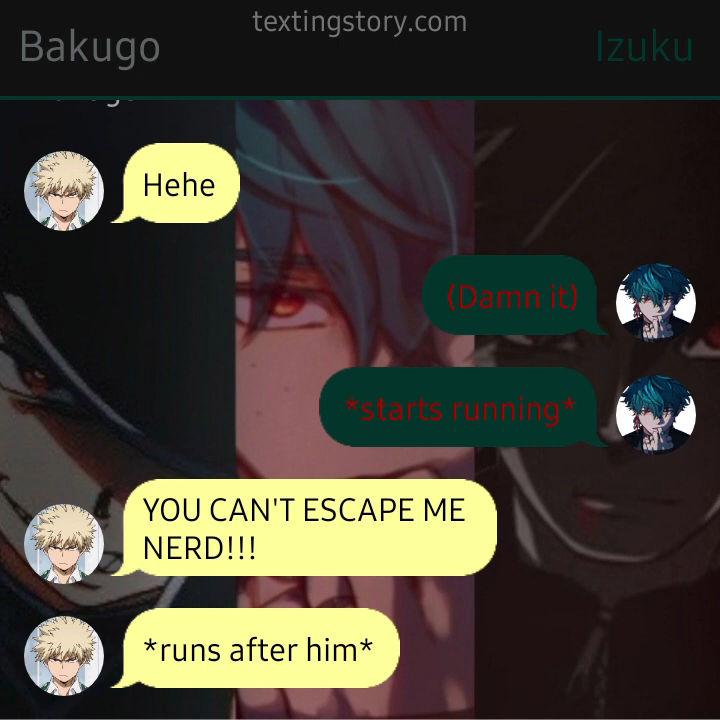 textingstory.com
Bakugo
Izuku
Hehe
(Damn it)
*starts running*
YOU CAN'T ESCAPE ME
NERD!!!
*runs after him*